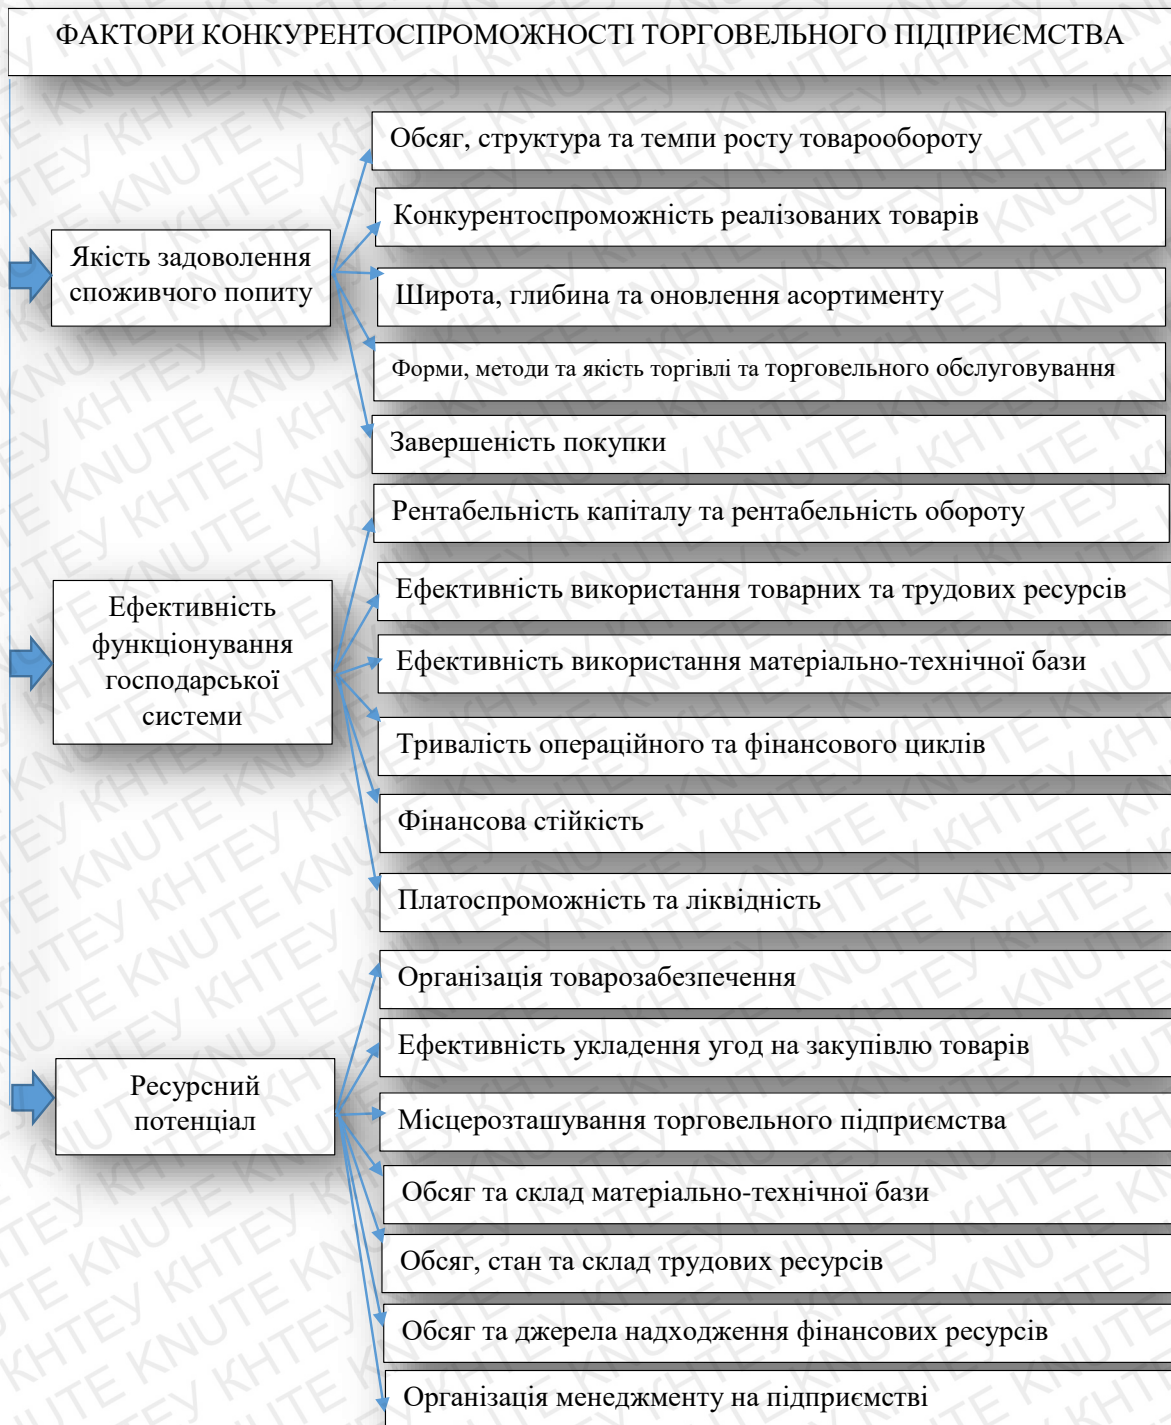 ФАКТОРИ КОНКУРЕНТОСПРОМОЖНОСТІ ТОРГОВЕЛЬНОГО ПІДПРИЄМСТВА
Якість задоволення
споживчого попиту
Обсяг, структура та темпи росту товарообороту
Конкурентоспроможність реалізованих товарів
Широта, глибина та оновлення асортименту
Форми, методи та якість торгівлі та торговельного обслуговування
Завершеність покупки
Ефективність
функціонування
господарської
системи
Рентабельність капіталу та рентабельність обороту
Ефективність використання товарних та трудових ресурсів
Ефективність використання матеріально-технічної бази
Тривалість операційного та фінансового циклів
Фінансова стійкість
Платоспроможність та ліквідність
Ресурсний
потенціал
Організація товарозабезпечення
Ефективність укладення угод на закупівлю товарів
Місцерозташування торговельного підприємства
Обсяг та склад матеріально-технічної бази
Обсяг, стан та склад трудових ресурсів
Обсяг та джерела надходження фінансових ресурсів
Організація менеджменту на підприємстві